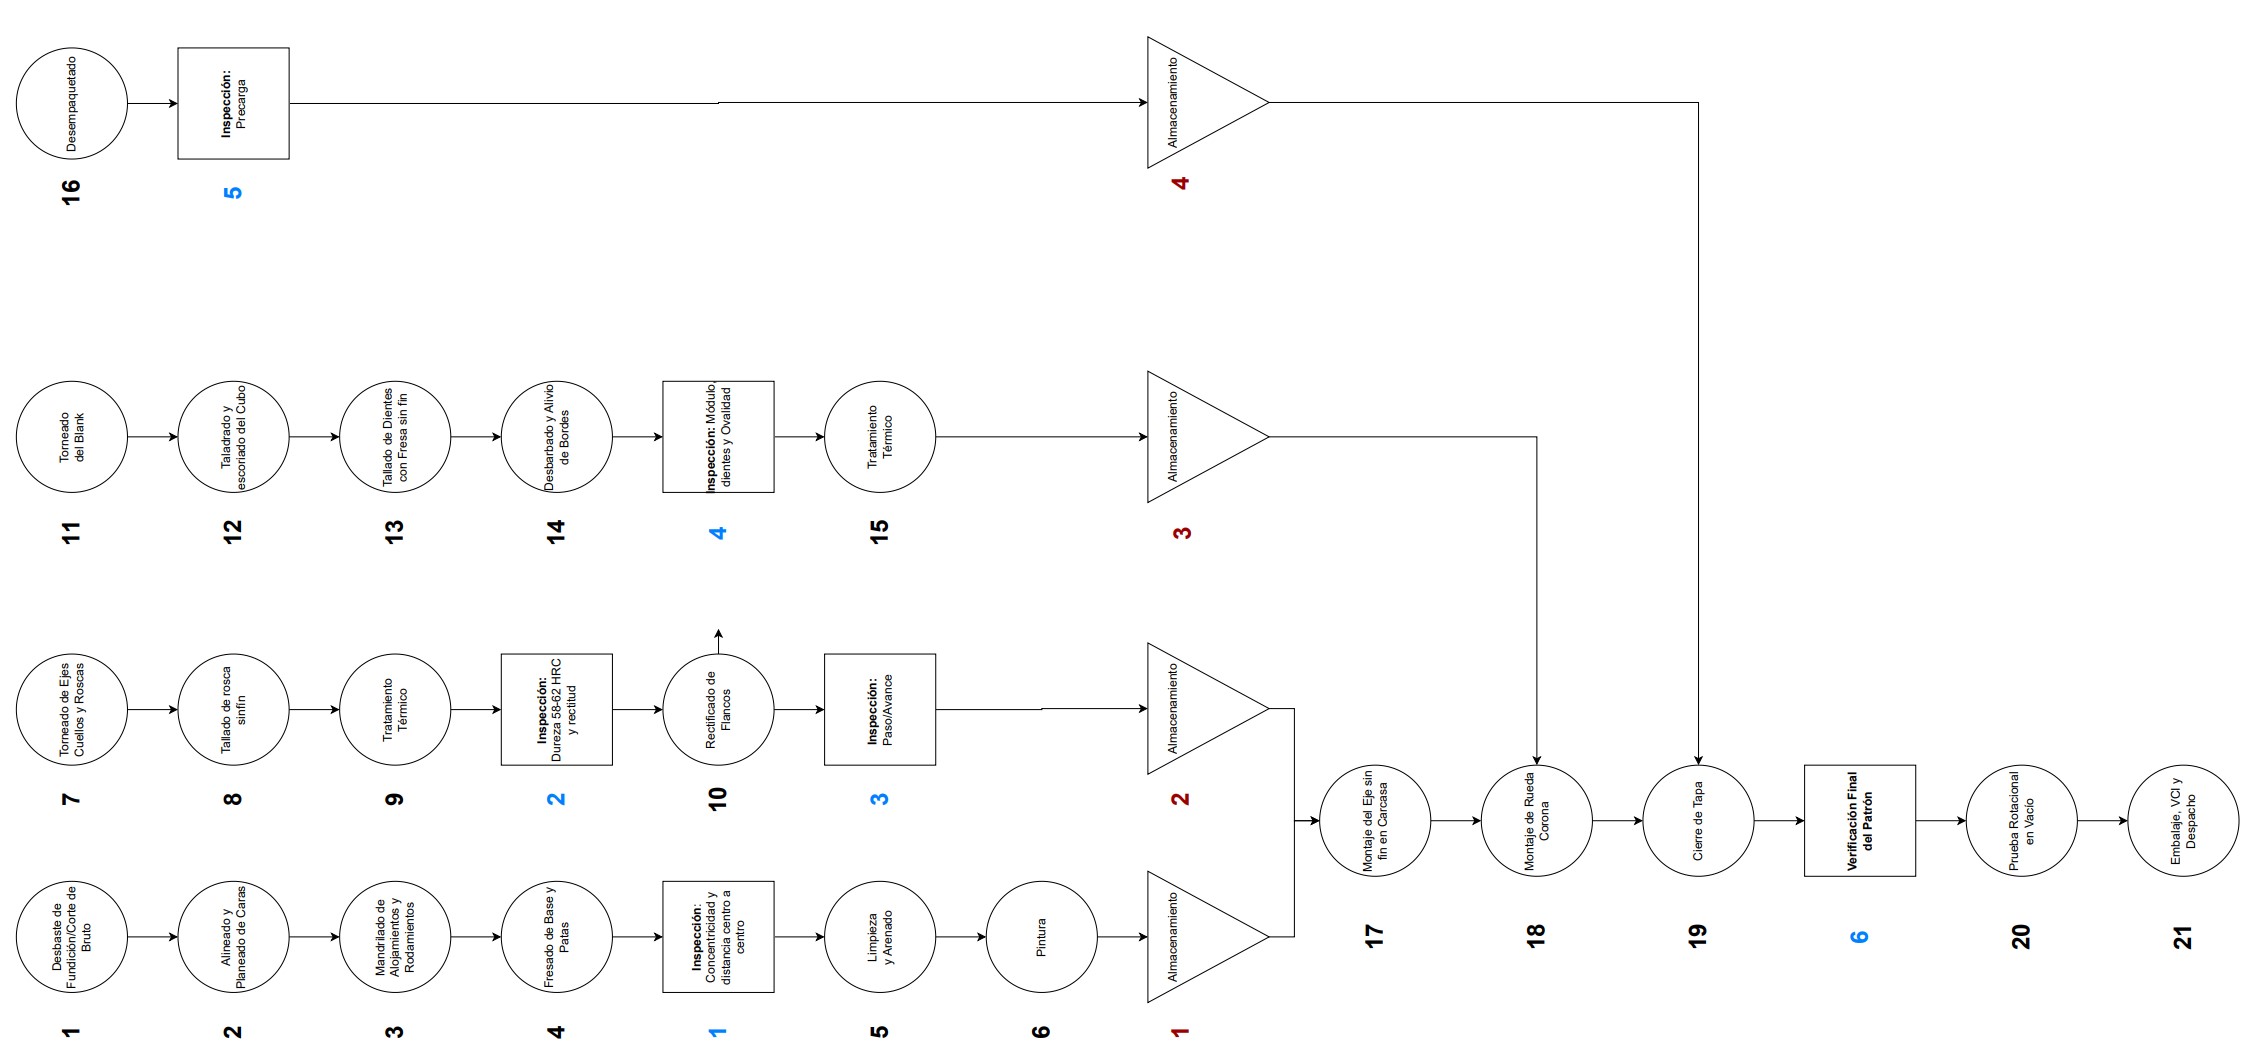 1
Desbaste de
Fundición/Corte de
Bruto
2
Alineado y
Planeado de Caras
3
Mandrilado de
Alojamientos y
Rodamientos
4
Fresado de Base y
Patas
1
Inspección:
Concentricidad y
distancia centro a
centro
5
Limpieza
y Arenado
6
Pintura
1
Almacenamiento
7
Torneado de Ejes
Cuellos y Roscas
8
Tallado de rosca
sinfín
9
Tratamiento
Térmico
2
Inspección:
Dureza 58-62 HRC
y rectitud
10
Rectificado de
Flancos
3
Inspección:
Paso/Avance
2
Almacenamiento
11
Torneado
del Blank
12
Taladrado y
escoriado del Cubo
13
Tallado de Dientes
con Fresa sin fin
14
Desbarbado y Alivio
de Bordes
4
Inspección: Módulo,
dientes y Ovalidad
15
Tratamiento
Térmico
3
Almacenamiento
16
Desempaquetado
5
Inspección:
Precarga
4
Almacenamiento
17
Montaje del Eje sin
fin en Carcasa
18
Montaje de Rueda
Corona
19
Cierre de Tapa
6
Verificación Final
del Patrón
20
Prueba Rotacional
en Vacío
21
Embalaje, VCI y
Despacho